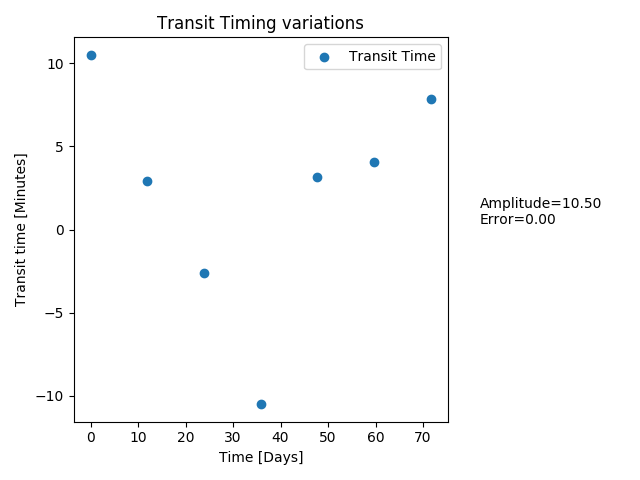 Transit Timing variations
Transit Time
10
5
0
−5
−10
Transit time [Minutes]
0 10 20 30 40 50 60 70
Time [Days]
Amplitude=10.50
Error=0.00